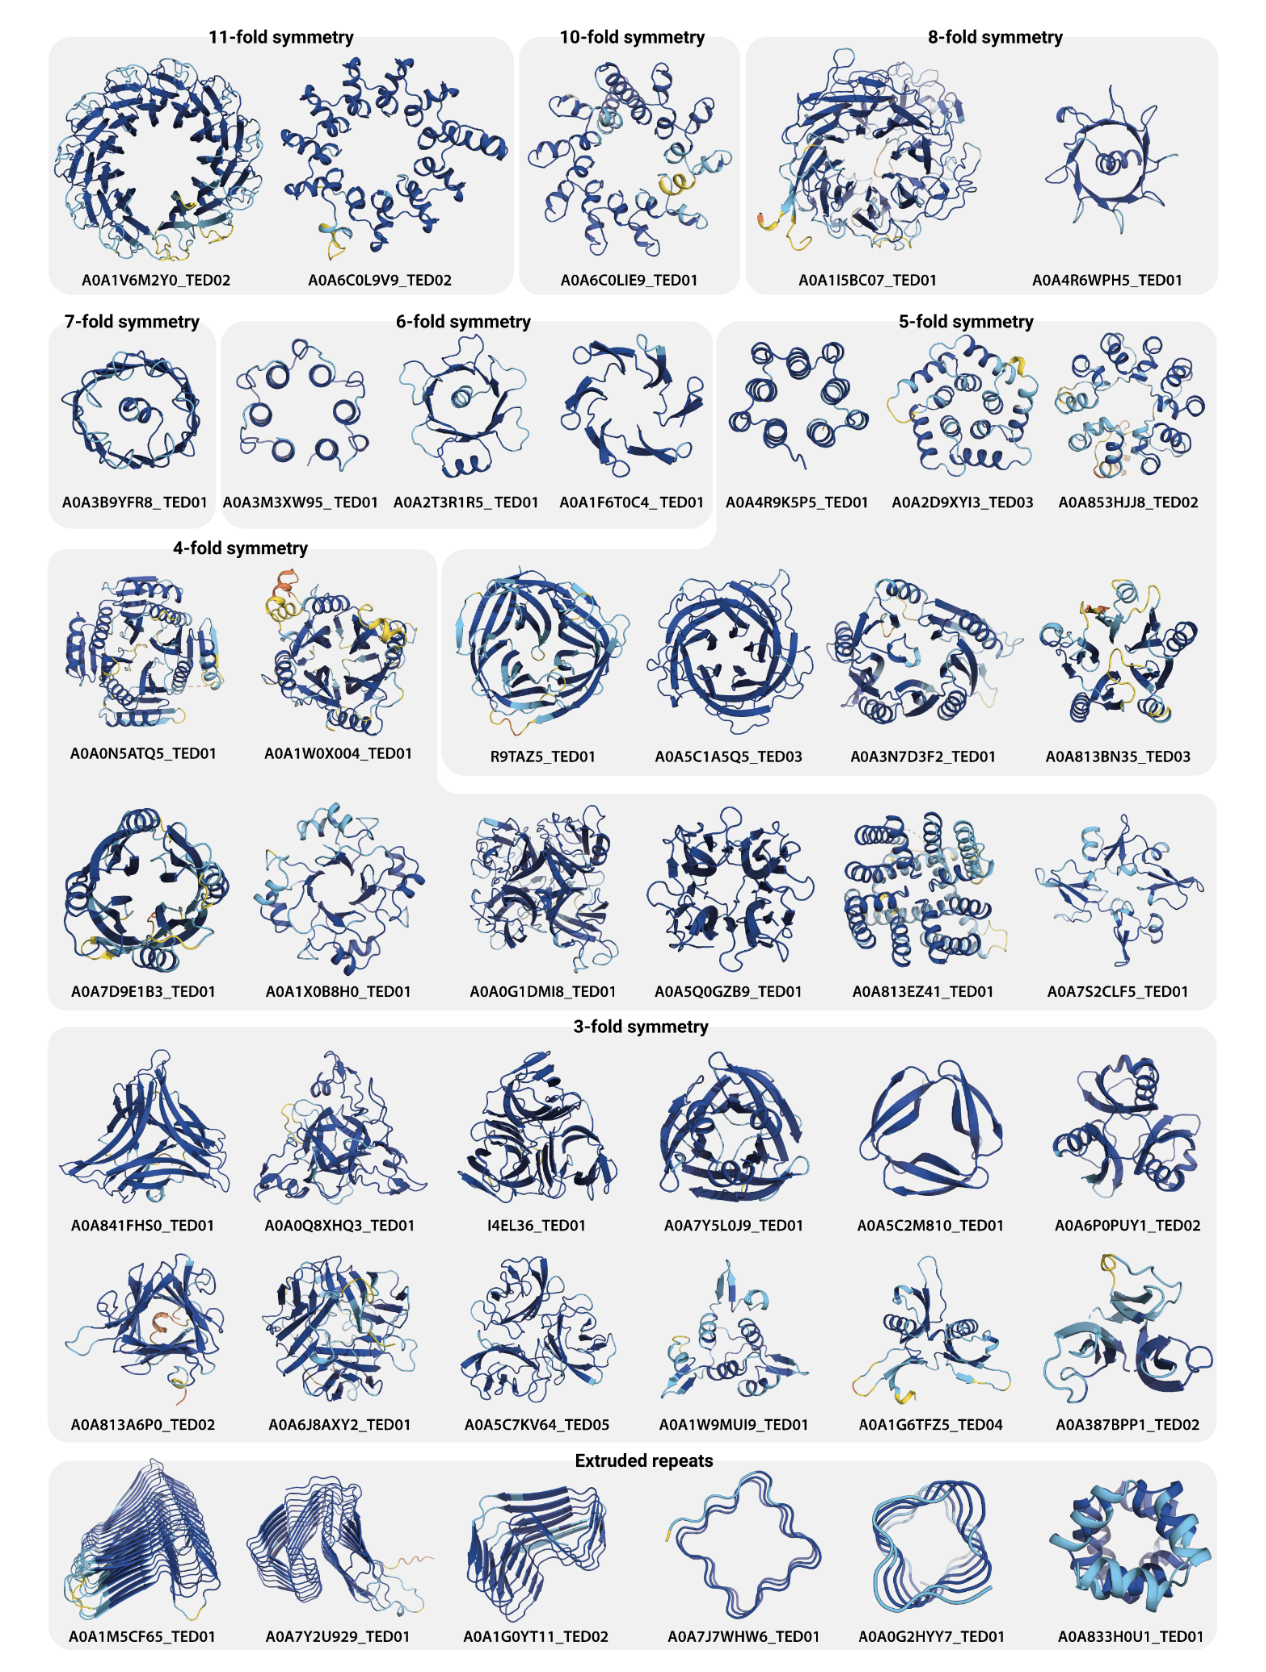 11-fold symmetry
10-fold symmetry
8-fold symmetry
A0A1V6M2Y0_TED02
A0A6C0L9V9_TED02
A0A6C0LIE9_TED01
A0A1I5BC07_TED01
A0A4R6WPH5_TED01
7-fold symmetry
6-fold symmetry
5-fold symmetry
A0A3B9YFR8_TED01
A0A3M3XW95_TED01
A0A2T3R1R5_TED01
A0A1F6T0C4_TED01
A0A4R9K5P5_TED01
A0A2D9XYI3_TED03
A0A853HJJ8_TED02
4-fold symmetry
A0A0N5ATQ5_TED01
A0A1W0X004_TED01
R9TAZ5_TED01
A0A5C1A5Q5_TED03
A0A3N7D3F2_TED01
A0A813BN35_TED03
A0A7D9E1B3_TED01
A0A1X0B8H0_TED01
A0A0G1DMI8_TED01
A0A5Q0GZB9_TED01
A0A813EZ41_TED01
A0A7S2CLF5_TED01
3-fold symmetry
A0A841FHS0_TED01
A0A0Q8XHQ3_TED01
I4EL36_TED01
A0A7Y5L0J9_TED01
A0A5C2M810_TED01
A0A6P0PUY1_TED02
A0A813A6P0_TED02
A0A6J8AXY2_TED01
A0A5C7KV64_TED05
A0A1W9MUI9_TED01
A0A1G6TFZ5_TED04
A0A387BPP1_TED02
Extruded repeats
A0A1M5CF65_TED01
A0A7Y2U929_TED01
A0A1G0YT11_TED02
A0A7J7WHW6_TED01
A0A0G2HYY7_TED01
A0A833H0U1_TED01